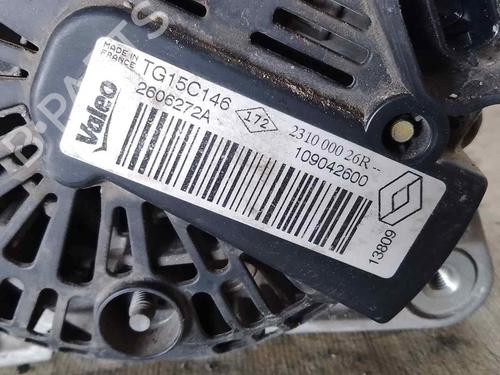 MADE IN
FRANCE
Valeo
TG15C146
2606272A
172
2310 000 26R--
109042600
13809